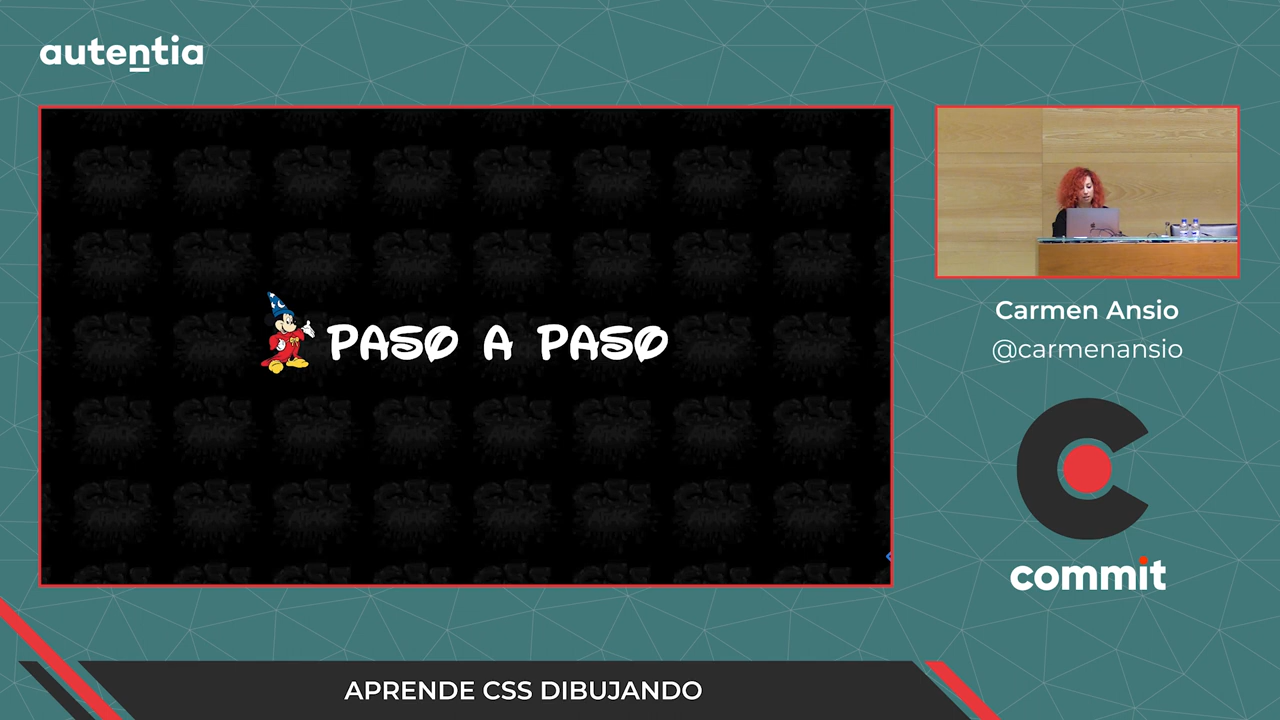 autentia
PASO A PASO
Carmen Ansio
@carmenansio
commit
APRENDE CSS DIBUJANDO